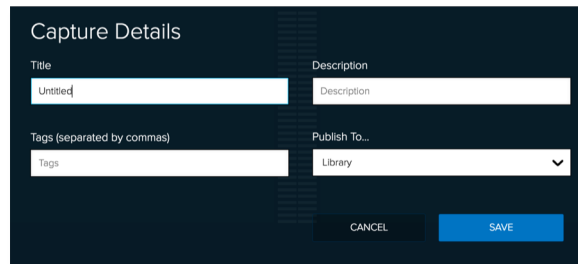 Capture Details
Title
Untitled
Description
Description
Tags (separated by commas)
Tags
Publish To...
Library
CANCEL
SAVE